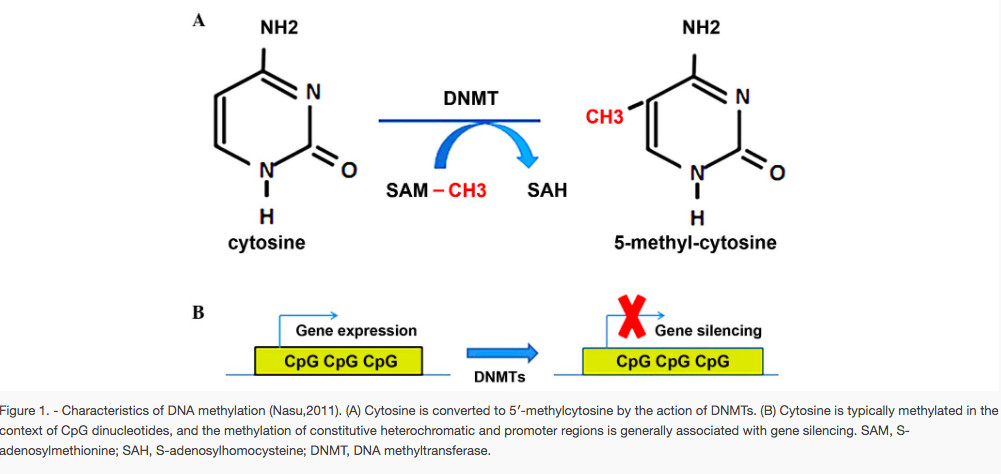 A
NH2
N
O
N
H
cytosine
DNMT
SAM – CH3
SAH
NH2
CH3
N
O
N
H
5-methyl-cytosine
B
Gene expression
CpG CpG CpG
DNMTs
Gene silencing
CpG CpG CpG
Figure 1. - Characteristics of DNA methylation (Nasu,2011). (A) Cytosine is converted to 5′-methylcytosine by the action of DNMTs. (B) Cytosine is typically methylated in the
context of CpG dinucleotides, and the methylation of constitutive heterochromatic and promoter regions is generally associated with gene silencing. SAM, S-
adenosylmethionine; SAH, S-adenosylhomocysteine; DNMT, DNA methyltransferase.